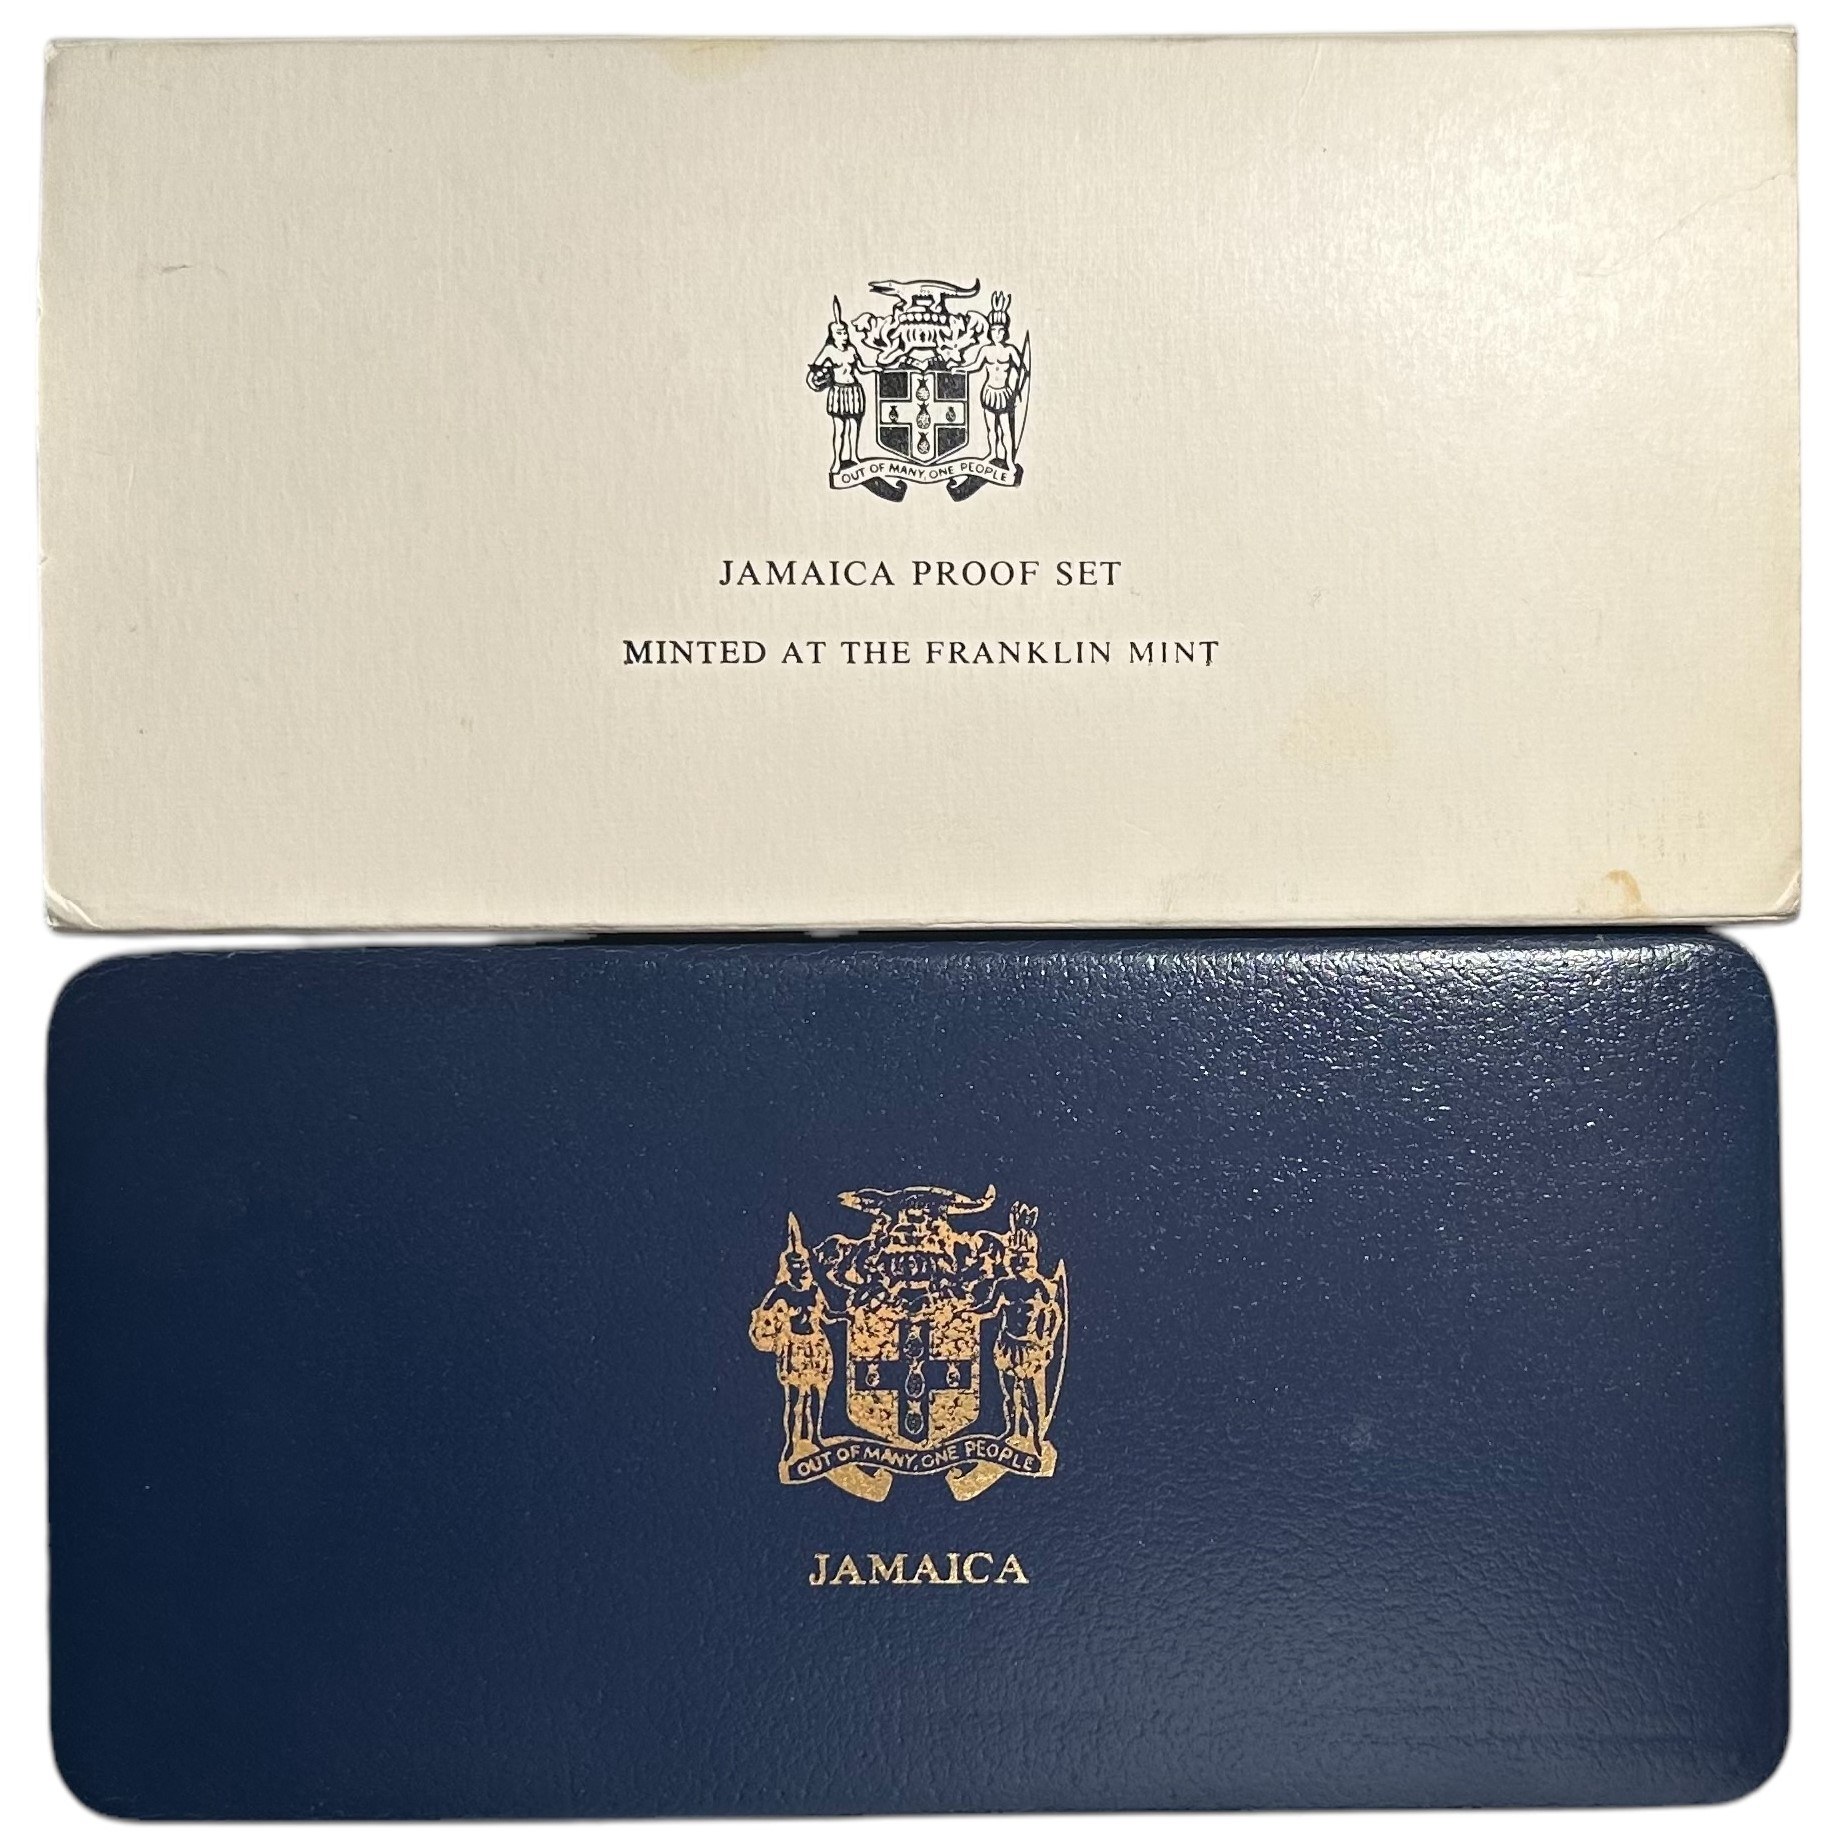 OUT OF MANY, ONE PEOPLE
JAMAICA PROOF SET
MINTED AT THE FRANKLIN MINT
OUT OF MANY, ONE PEOPLE
JAMAICA